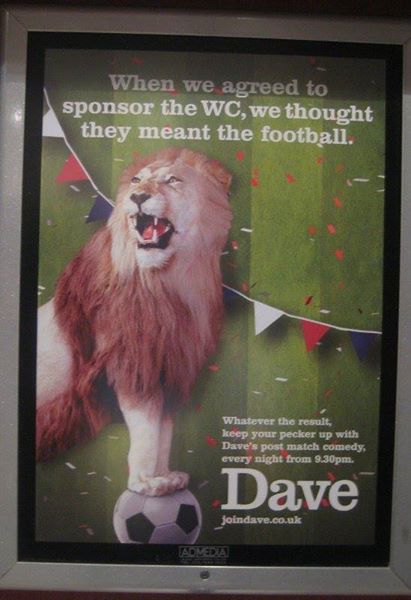 When we agreed to
sponsor the WC, we thought
they meant the football.
Whatever the result,
keep your pecker up with
Dave's post match comedy,
every night from 9.30pm.
Dave
joindave.co.uk
ADMEDIA